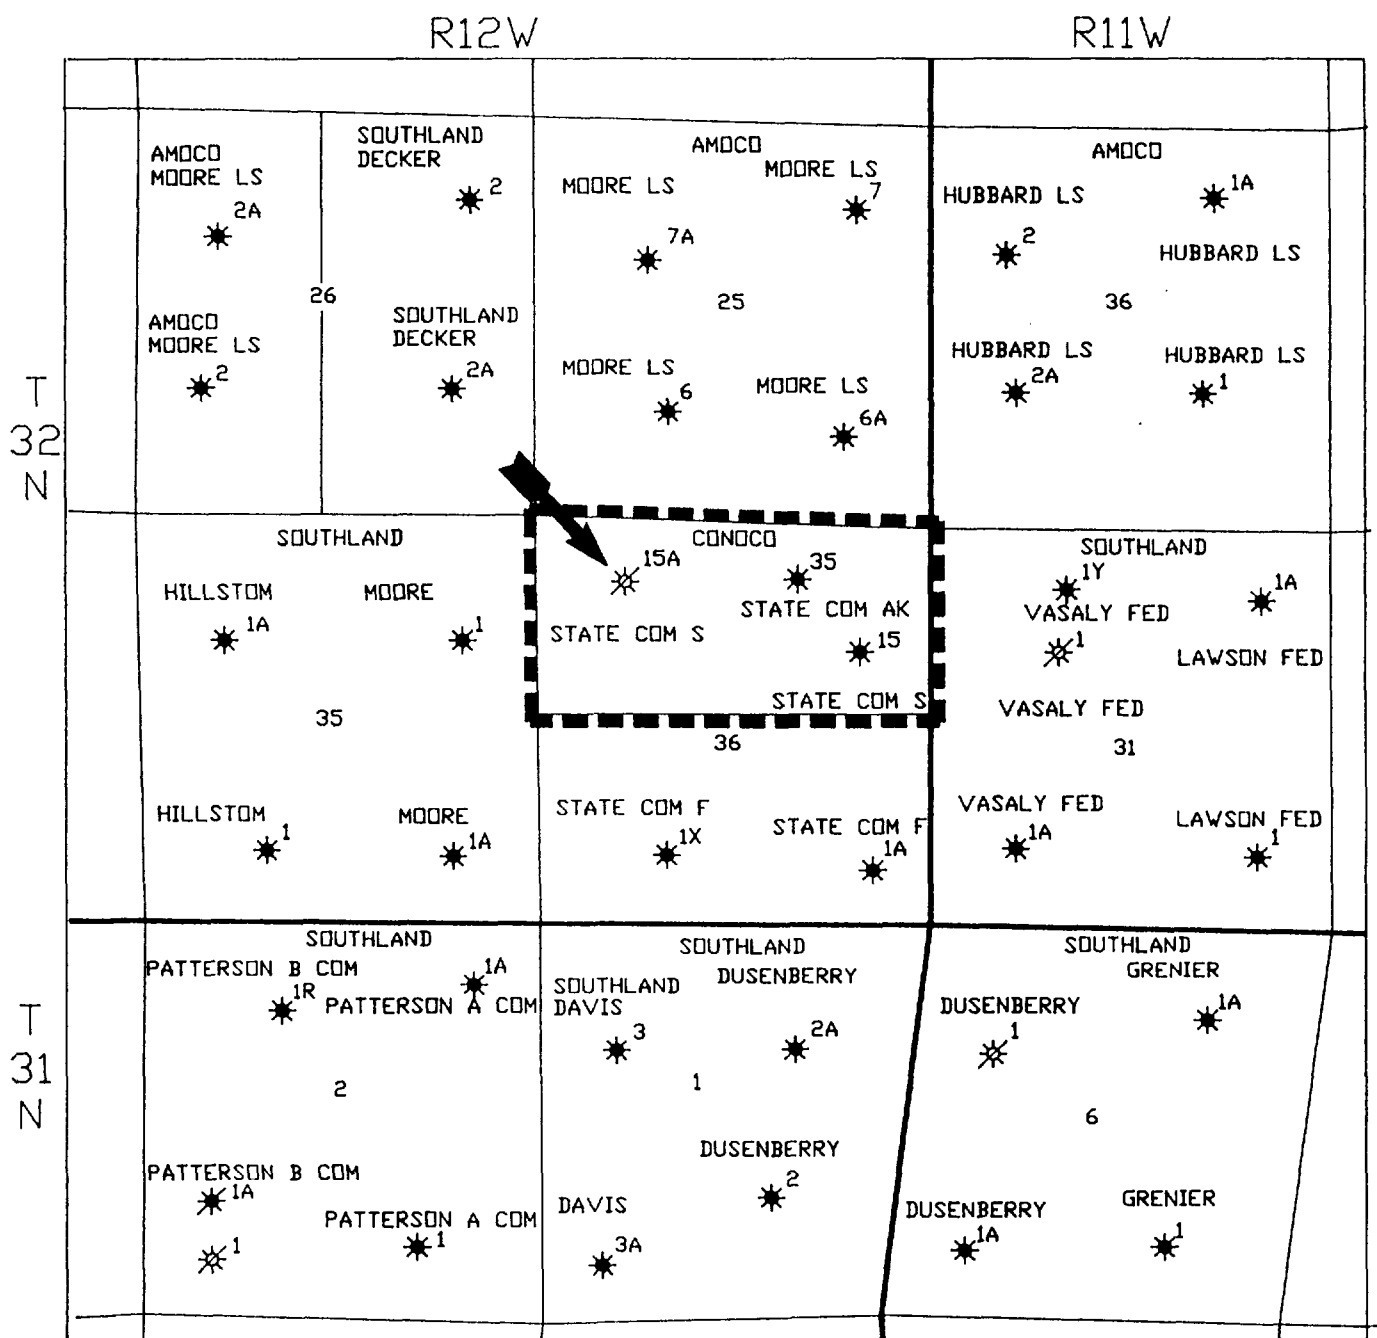 R12W
R11W
AMOCO
MOORE LS
2A
SOUTHLAND
DECKER
2
AMOCO
MOORE LS
7
MOORE LS
7A
AMOCO
HUBBARD LS
2
1A
HUBBARD LS
26
25
36
AMOCO
MOORE LS
2
SOUTHLAND
DECKER
2A
MOORE LS
6
MOORE LS
6A
HUBBARD LS
2A
HUBBARD LS
1
T
32
N
SOUTHLAND
HILLSTOM
1A
MOORE
1
35
HILLSTOM
1
MOORE
1A
CONOCO
15A
STATE COM S
35
STATE COM AK
15
STATE COM S
36
STATE COM F
1X
STATE COM F
1A
SOUTHLAND
1Y
VASALY FED
1
VASALY FED
1A
LAWSON FED
31
VASALY FED
1A
LAWSON FED
1
T
31
N
SOUTHLAND
PATTERSON B COM
1R
1A
PATTERSON A COM
2
PATTERSON B COM
1A
1
PATTERSON A COM
1
SOUTHLAND
DUSENBERRY
SOUTHLAND
DAVIS
3
2A
1
DUSENBERRY
2
DAVIS
3A
SOUTHLAND
GRENIER
1A
DUSENBERRY
1
6
DUSENBERRY
1A
GRENIER
1